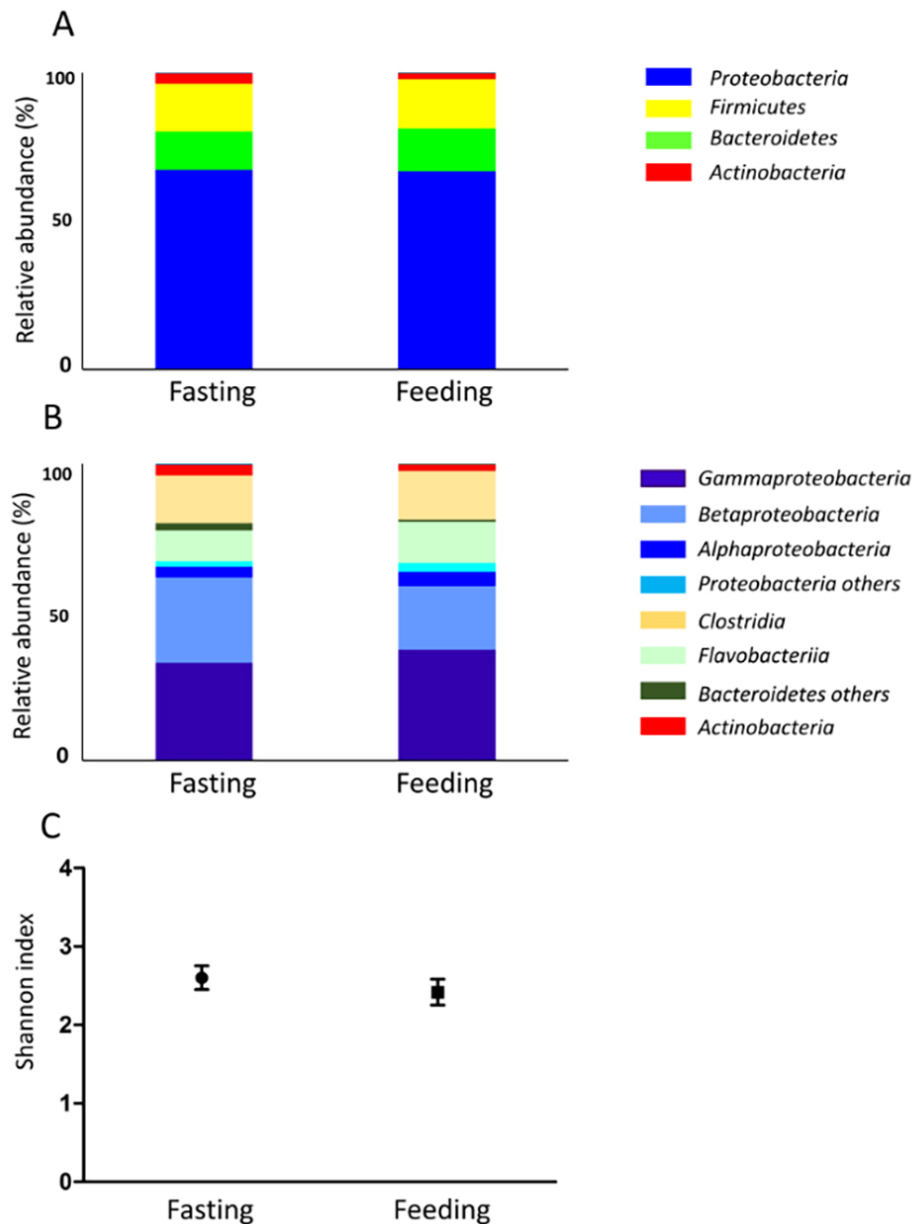 A
Relative abundance (%)
100
50
0
Fasting
Feeding
Proteobacteria
Firmicutes
Bacteroidetes
Actinobacteria
B
Relative abundance (%)
100
50
0
Fasting
Feeding
Gammaproteobacteria
Betaproteobacteria
Alphaproteobacteria
Proteobacteria others
Clostridia
Flavobacteriia
Bacteroidetes others
Actinobacteria
C
Shannon index
4
3
2
1
0
Fasting
Feeding